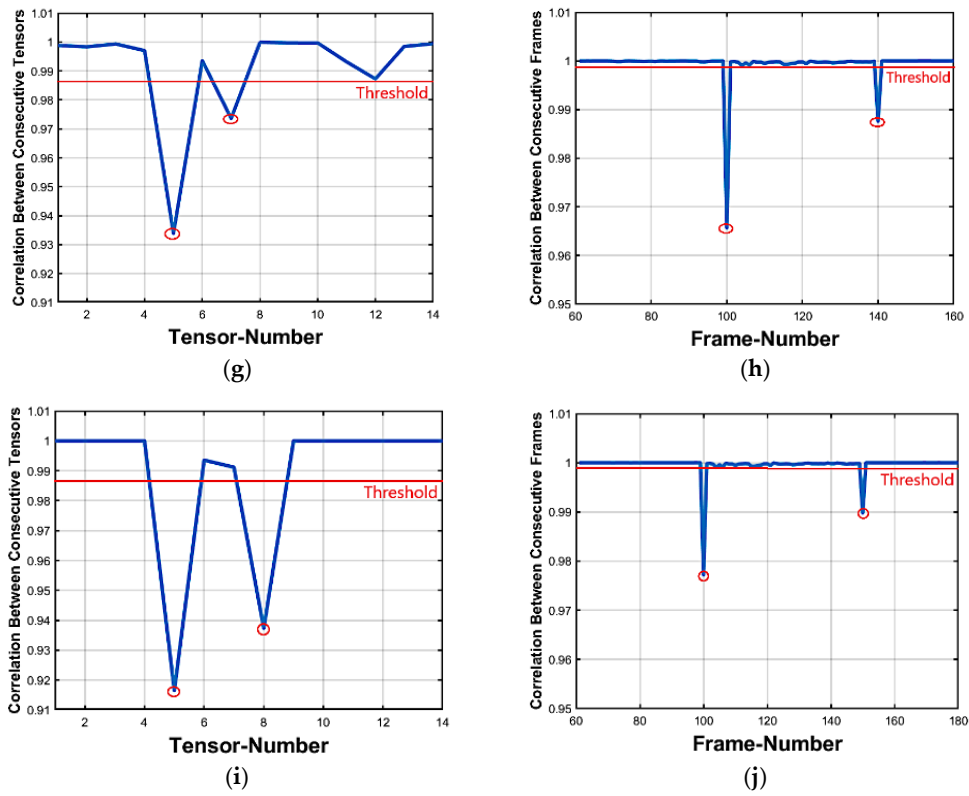 Correlation Between Consecutive Tensors
1.01
1
0.99
0.98
0.97
0.96
0.95
0.94
0.93
0.92
0.91
Threshold
2 4 6 8 10 12 14
Tensor-Number
(g)
Correlation Between Consecutive Frames
1.01
1
0.99
0.98
0.97
0.96
0.95
Threshold
60 80 100 120 140 160
Frame-Number
(h)
Correlation Between Consecutive Tensors
1.01
1
0.99
0.98
0.97
0.96
0.95
0.94
0.93
0.92
0.91
Threshold
2 4 6 8 10 12 14
Tensor-Number
(i)
Correlation Between Consecutive Frames
1.01
1
0.99
0.98
0.97
0.96
0.95
Threshold
60 80 100 120 140 160 180
Frame-Number
(j)